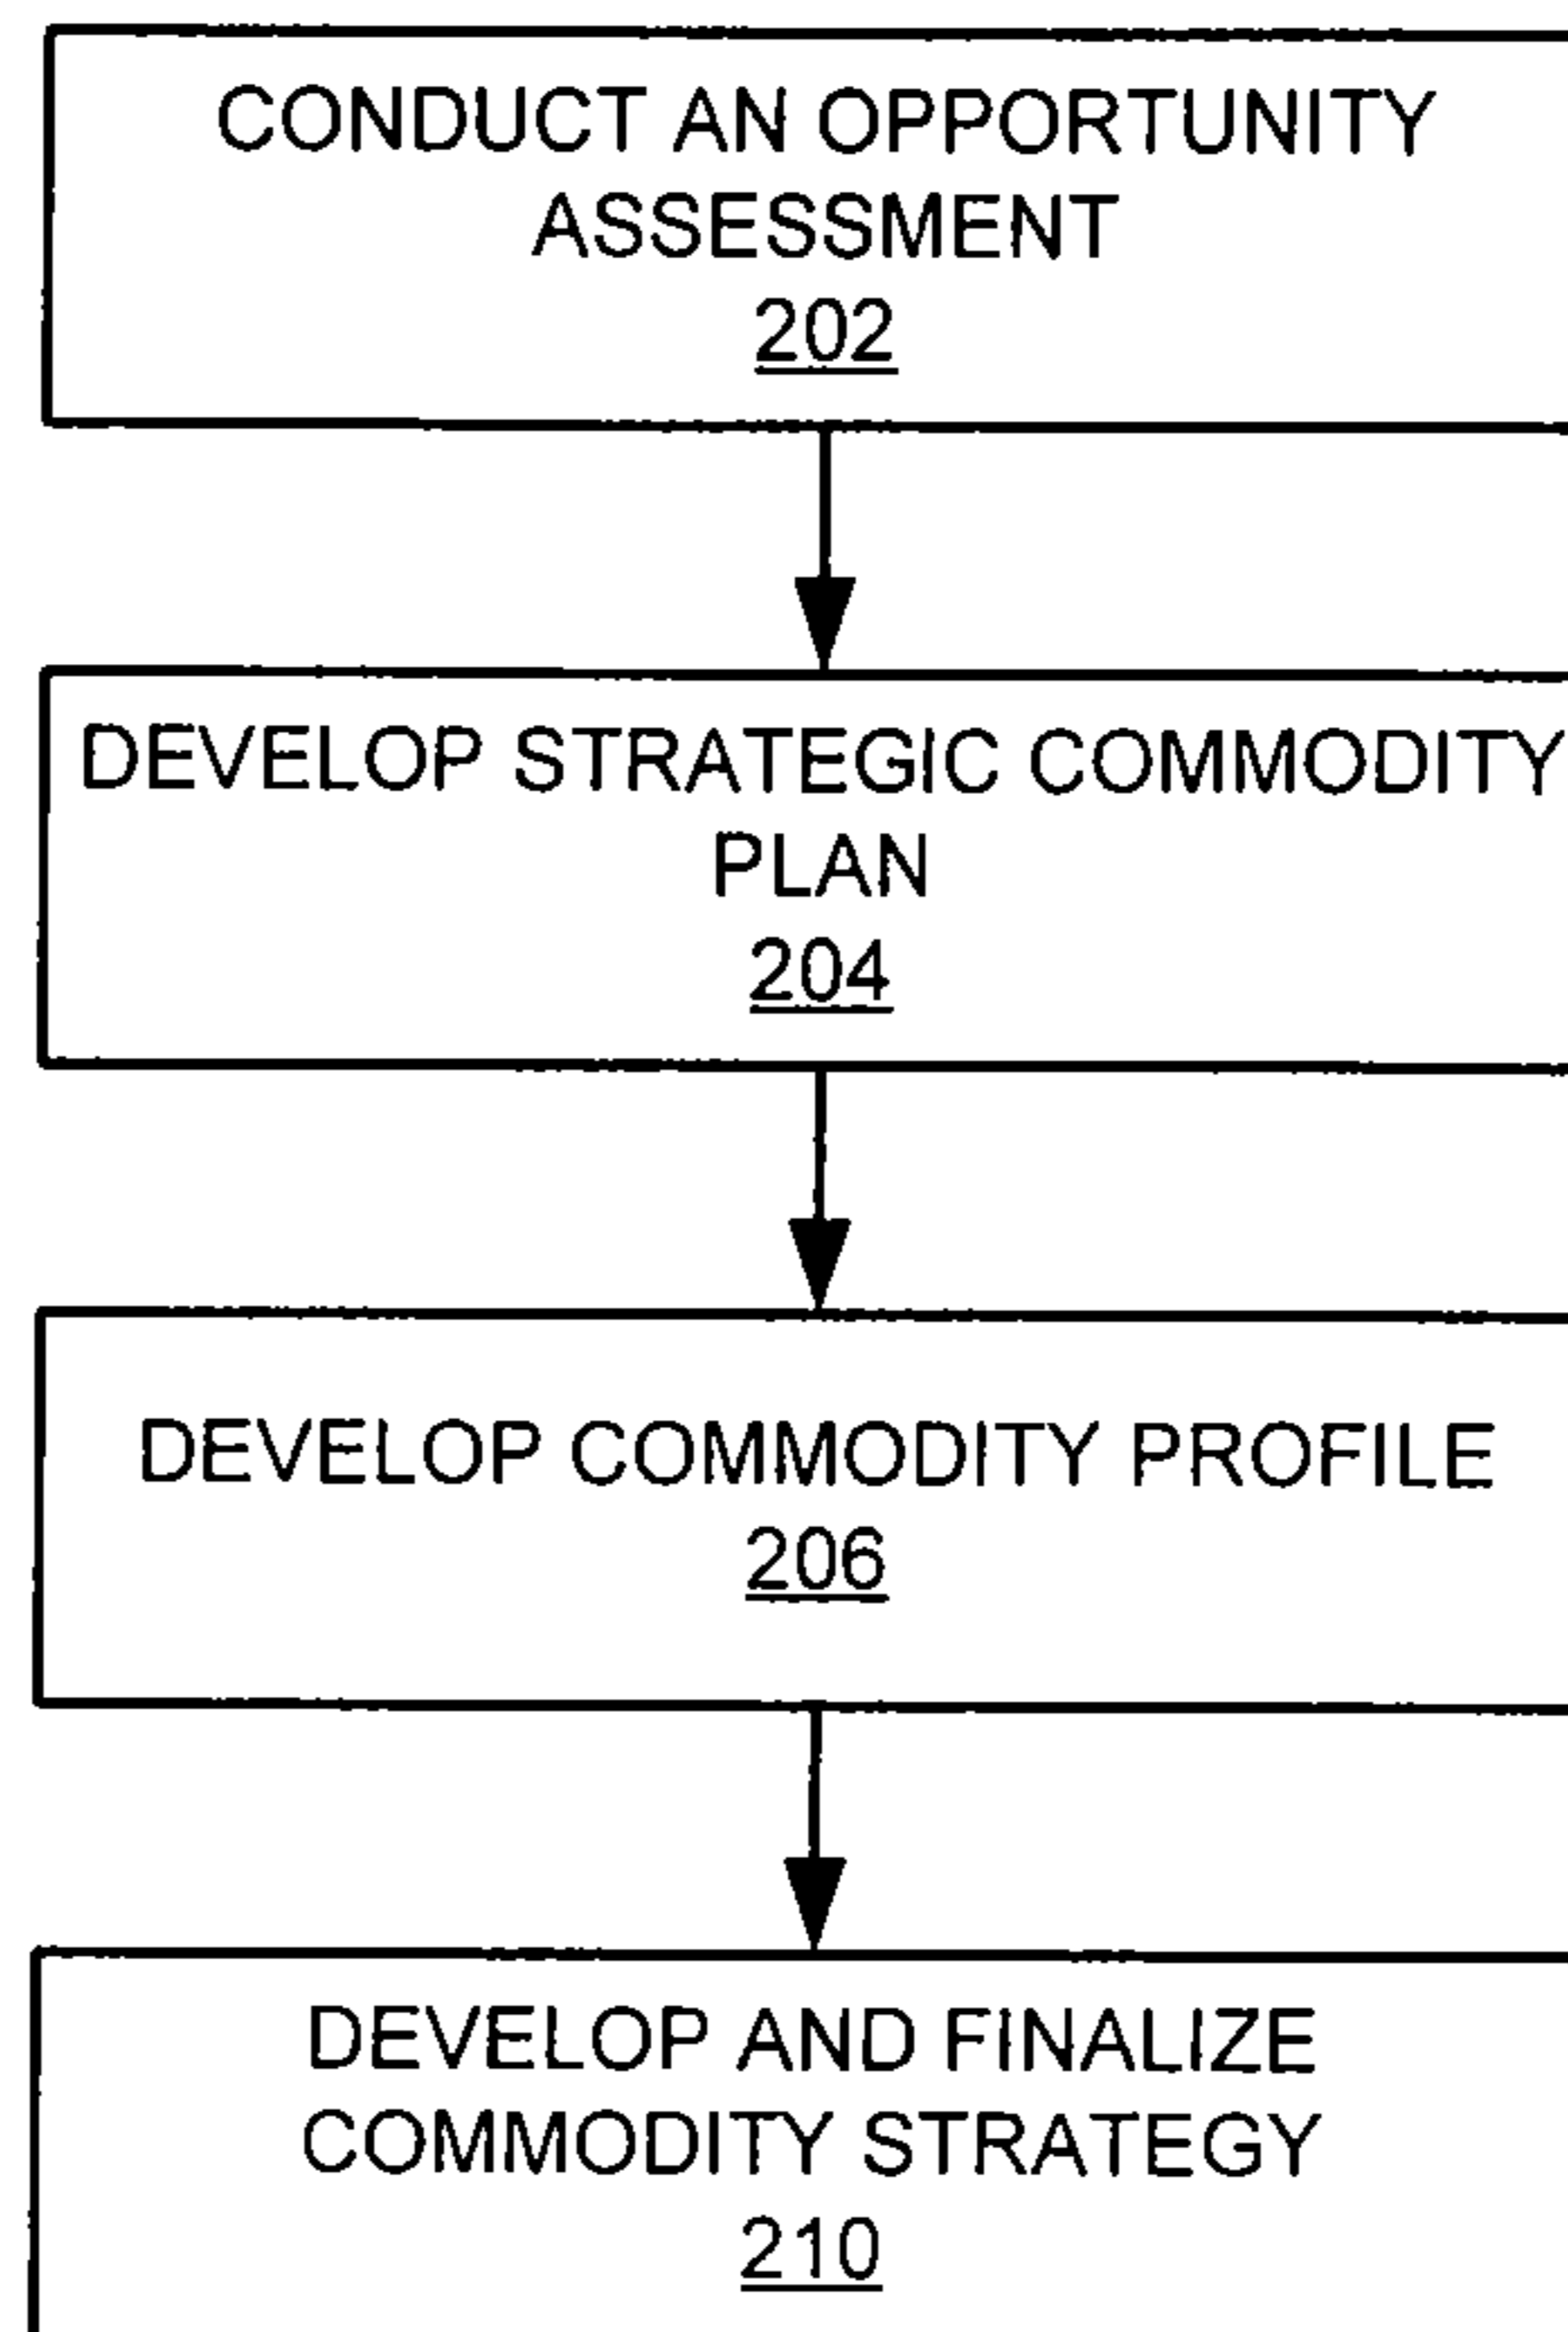 CONDUCT AN OPPORTUNITY
ASSESSMENT
202
DEVELOP STRATEGIC COMMODITY
PLAN
204
DEVELOP COMMODITY PROFILE
206
DEVELOP AND FINALIZE
COMMODITY STRATEGY
210